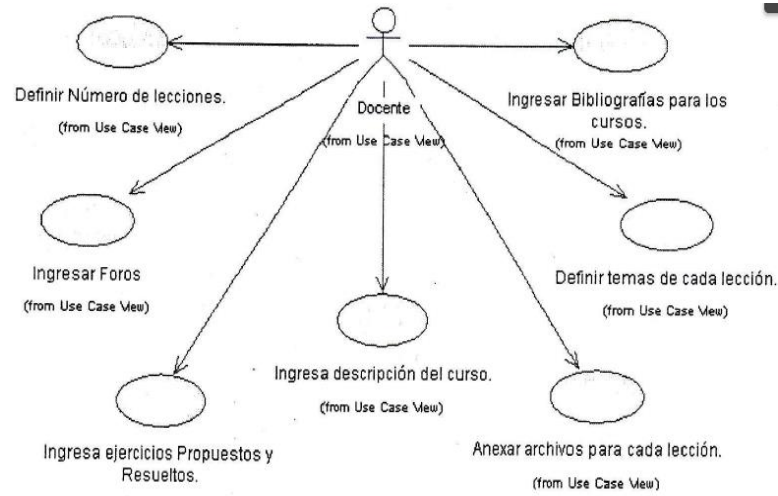 Definir Número de lecciones.
(from Use Case View)
Docente
(from Use Case View)
Ingresar Bibliografías para los
cursos.
(from Use Case View)
Ingresar Foros
(from Use Case View)
Definir temas de cada lección.
(from Use Case View)
Ingresa descripción del curso.
(from Use Case View)
Ingresa ejercicios Propuestos y
Resueltos.
Anexar archivos para cada lección.
(from Use Case View)